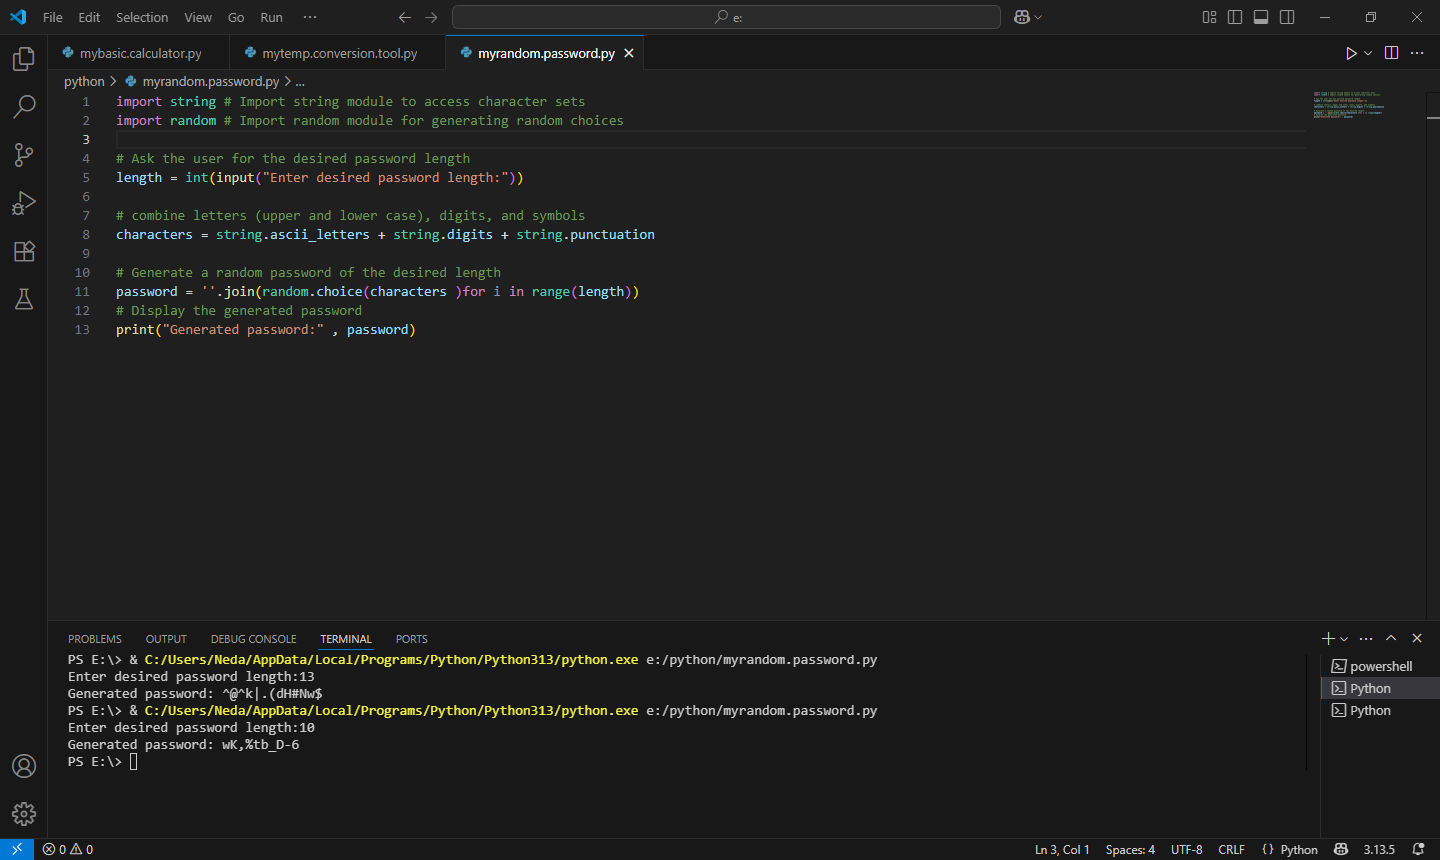 File Edit Selection View Go Run ··· e:
mybasic.calculator.py mytemp.conversion.tool.py myrandom.password.py
python > myrandom.password.py > ...
1 import string # Import string module to access character sets
2 import random # Import random module for generating random choices
3
4 # Ask the user for the desired password length
5 length = int(input("Enter desired password length:"))
6
7 # combine letters (upper and lower case), digits, and symbols
8 characters = string.ascii_letters + string.digits + string.punctuation
9
10 # Generate a random password of the desired length
11 password = ''.join(random.choice(characters )for i in range(length))
12 # Display the generated password
13 print("Generated password:" , password)
PROBLEMS OUTPUT DEBUG CONSOLE TERMINAL PORTS
PS E:\> & C:/Users/Neda/AppData/Local/Programs/Python/Python313/python.exe e:/python/myrandom.password.py
Enter desired password length:13
Generated password: ^@^k|.(dH#Nw$
PS E:\> & C:/Users/Neda/AppData/Local/Programs/Python/Python313/python.exe e:/python/myrandom.password.py
Enter desired password length:10
Generated password: wK,%tb_D-6
PS E:\>
powershell
Python
Python
0 0 Ln 3, Col 1 Spaces: 4 UTF-8 CRLF {} Python 3.13.5